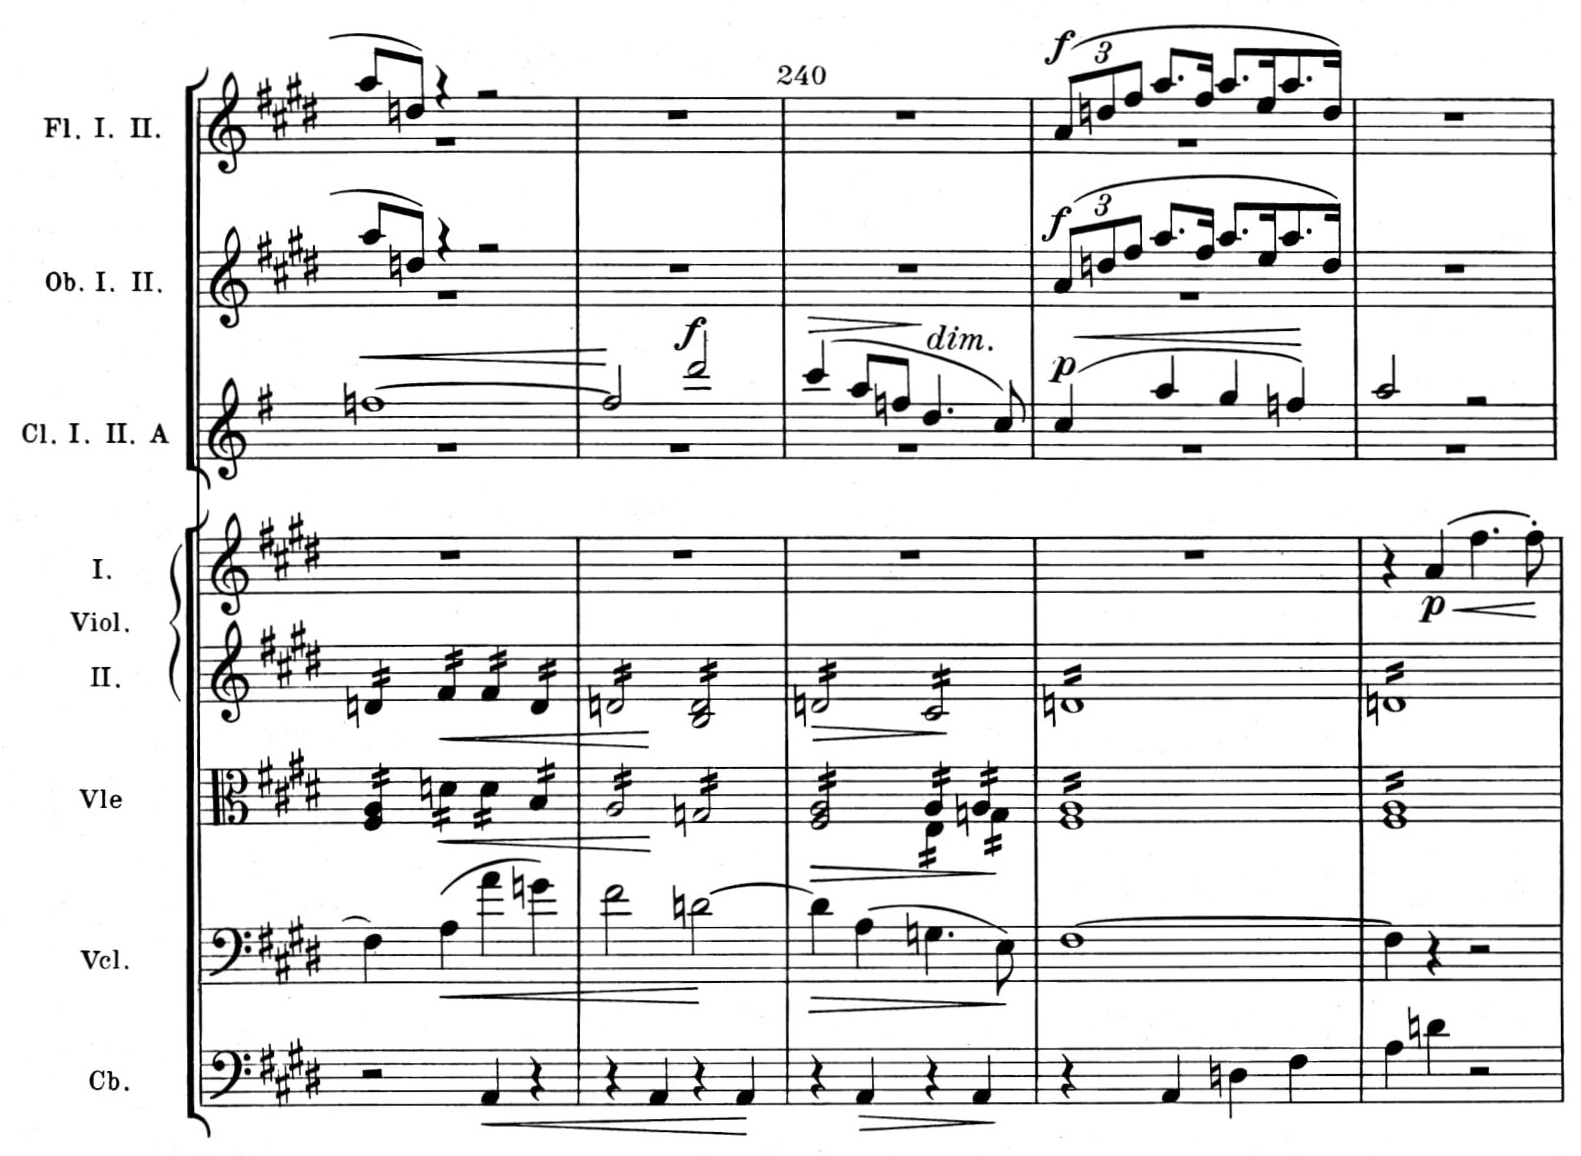 240
f 3
Fl. I. II.
f 3
Ob. I. II.
f dim. p
Cl. I. II. A
I.
p
Viol.
II.
Vle
Vcl.
Cb.